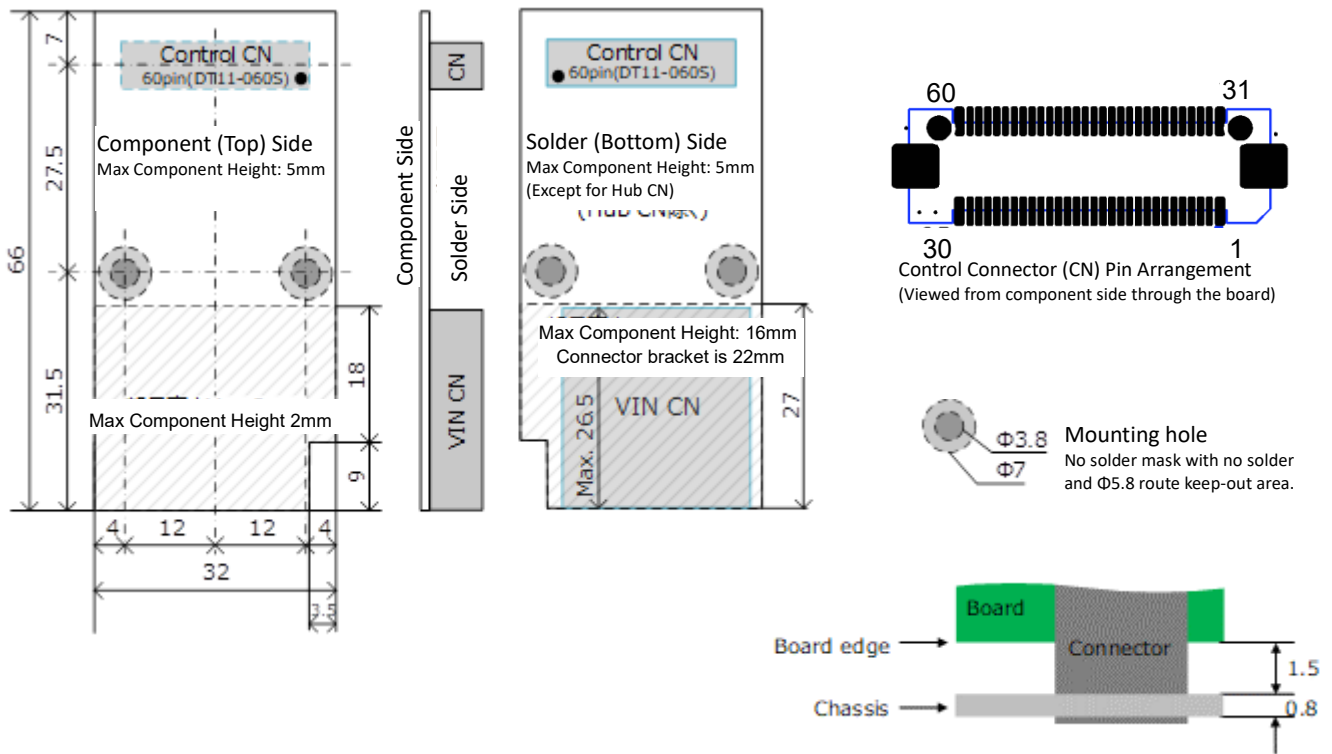 7
27.5
66
31.5
Control CN
60pin(DT11-060S)
Component (Top) Side
Max Component Height: 5mm
Max Component Height 2mm
18
9
4
12
12
4
32
3.5
Component Side
Solder Side
CN
VIN CN
Control CN
60pin(DT11-060S)
Solder (Bottom) Side
Max Component Height: 5mm
(Except for Hub CN)
Max Component Height: 16mm
Connector bracket is 22mm
VIN CN
Max. 26.5
27
60
31
30
1
Control Connector (CN) Pin Arrangement
(Viewed from component side through the board)
Φ3.8
Φ7
Mounting hole
No solder mask with no solder
and Φ5.8 route keep-out area.
Board
Connector
Board edge
Chassis
1.5
0.8